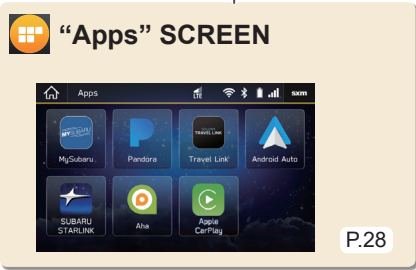 “Apps” SCREEN
Apps
LTE
sxm
MYSUBARU
TRAVEL LINK
MySubaru
Pandora
Travel Link
Android Auto
SUBARU
STARLINK
Aha
Apple
CarPlay
P.28